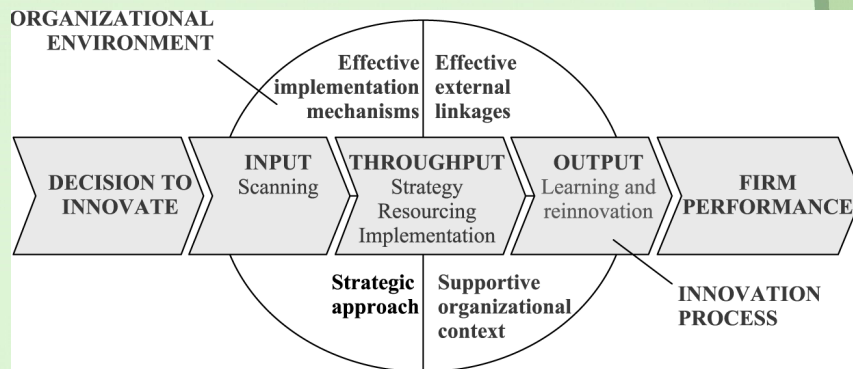 ORGANIZATIONAL
ENVIRONMENT
Effective
implementation
mechanisms
Effective
external
linkages
DECISION TO
INNOVATE
INPUT
Scanning
THROUGHPUT
Strategy
Resourcing
Implementation
OUTPUT
Learning and
reinnovation
FIRM
PERFORMANCE
Strategic
approach
Supportive
organizational
context
INNOVATION
PROCESS